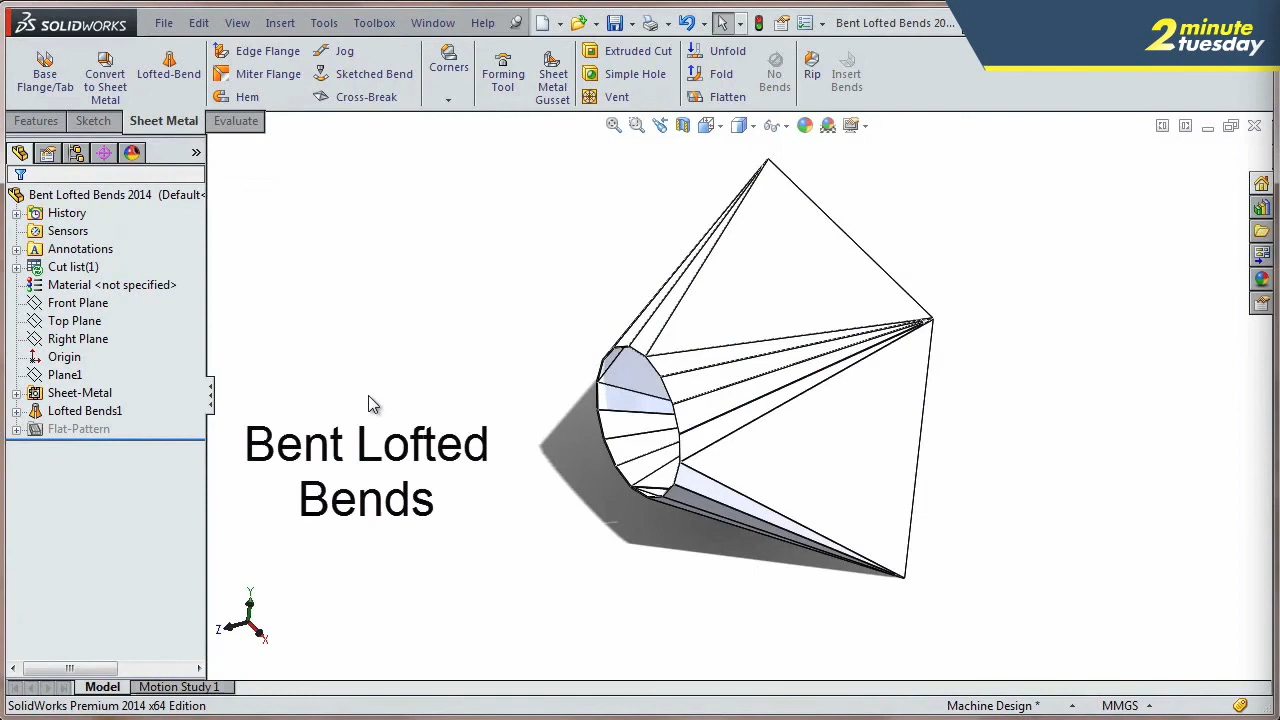 SOLIDWORKS File Edit View Insert Tools Toolbox Window Help Bent Lofted Bends 20...
2 minute
tuesday
Base
Flange/Tab
Convert
to Sheet
Metal
Lofted-Bend
Edge Flange
Miter Flange
Hem
Jog
Sketched Bend
Cross-Break
Corners
Forming
Tool
Sheet
Metal
Gusset
Extruded Cut
Simple Hole
Vent
Unfold
Fold
Flatten
No
Bends
Rip
Insert
Bends
Features Sketch Sheet Metal Evaluate
Bent Lofted Bends 2014 (Default<
History
Sensors
Annotations
Cut list(1)
Material <not specified>
Front Plane
Top Plane
Right Plane
Origin
Plane1
Sheet-Metal
Lofted Bends1
Flat-Pattern
Bent Lofted
Bends
Y
Z
X
Model Motion Study 1
SolidWorks Premium 2014 x64 Edition Machine Design * MMGS